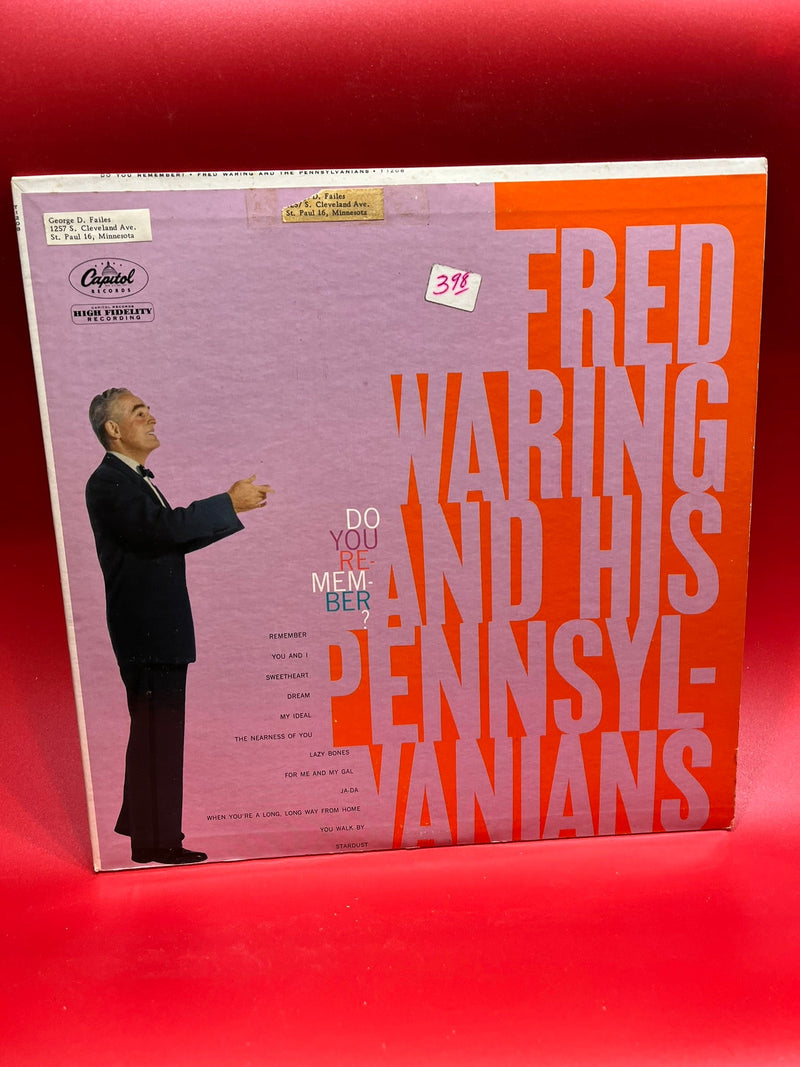 DO YOU REMEMBER? • FRED WARING AND THE PENNSYLVANIANS • T1208
T1208
George D. Failes
1257 S. Cleveland Ave.
St. Paul 16, Minnesota
D. Failes
257 S. Cleveland Ave.
St. Paul 16, Minnesota
Capitol
RECORDS
CAPITOL RECORDS
HIGH FIDELITY
RECORDING
398
FRED
WARING
AND HIS
PENNSYL-
VANIANS
DO
YOU
RE-
MEM-
BER
?
REMEMBER
YOU AND I
SWEETHEART
DREAM
MY IDEAL
THE NEARNESS OF YOU
LAZY BONES
FOR ME AND MY GAL
JA-DA
WHEN YOU'RE A LONG, LONG WAY FROM HOME
YOU WALK BY
STARDUST